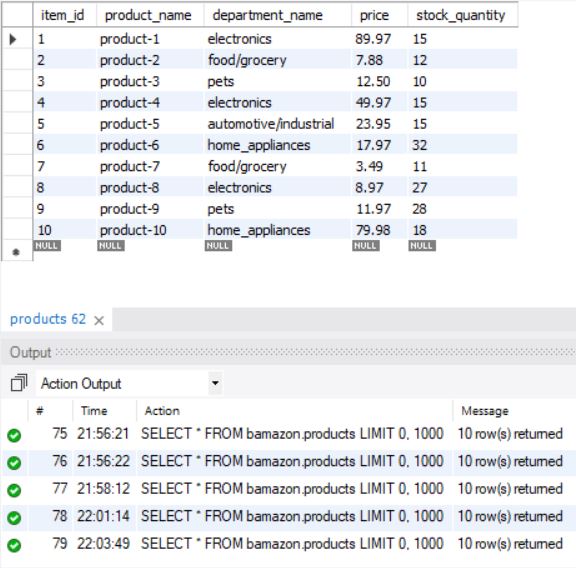 item_id product_name department_name price stock_quantity
1 product-1 electronics 89.97 15
2 product-2 food/grocery 7.88 12
3 product-3 pets 12.50 10
4 product-4 electronics 49.97 15
5 product-5 automotive/industrial 23.95 15
6 product-6 home_appliances 17.97 32
7 product-7 food/grocery 3.49 11
8 product-8 electronics 8.97 27
9 product-9 pets 11.97 28
10 product-10 home_appliances 79.98 18
NULL NULL NULL NULL NULL
products 62 ×
Output
Action Output
# Time Action Message
75 21:56:21 SELECT * FROM bamazon.products LIMIT 0, 1000 10 row(s) returned
76 21:56:22 SELECT * FROM bamazon.products LIMIT 0, 1000 10 row(s) returned
77 21:58:12 SELECT * FROM bamazon.products LIMIT 0, 1000 10 row(s) returned
78 22:01:14 SELECT * FROM bamazon.products LIMIT 0, 1000 10 row(s) returned
79 22:03:49 SELECT * FROM bamazon.products LIMIT 0, 1000 10 row(s) returned